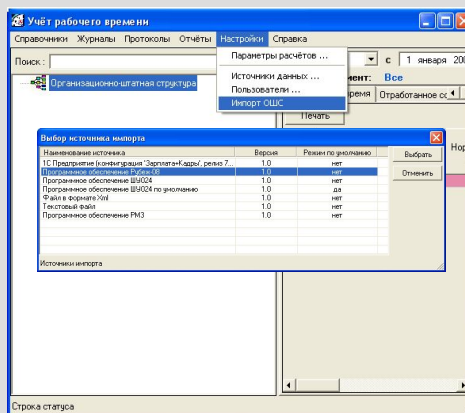 Учёт рабочего времени
Справочники Журналы Протоколы Отчёты Настройки Справка
Поиск :
Параметры расчётов ...
Источники данных ...
Пользователи ...
Импорт ОШС
с 1 января 200
мент: Все
время Отработанное сс
Печать
Нор
Организационно-штатная структура
Выбор источника импорта
Наименование источника Версия Режим по умолчанию
1С Предприятие (конфигурация 'Зарплата+Кадры', релиз 7... 1.0 нет
Программное обеспечение Рубеж-08 1.0 нет
Программное обеспечение ШЭ024 1.0 нет
Программное обеспечение ШЭ024 по умолчанию 1.0 да
Файл в формате Xml 1.0 нет
Текстовый файл 1.0 нет
Программное обеспечение РМЗ 1.0 нет
Выбрать
Отменить
Источники импорта
Строка статуса